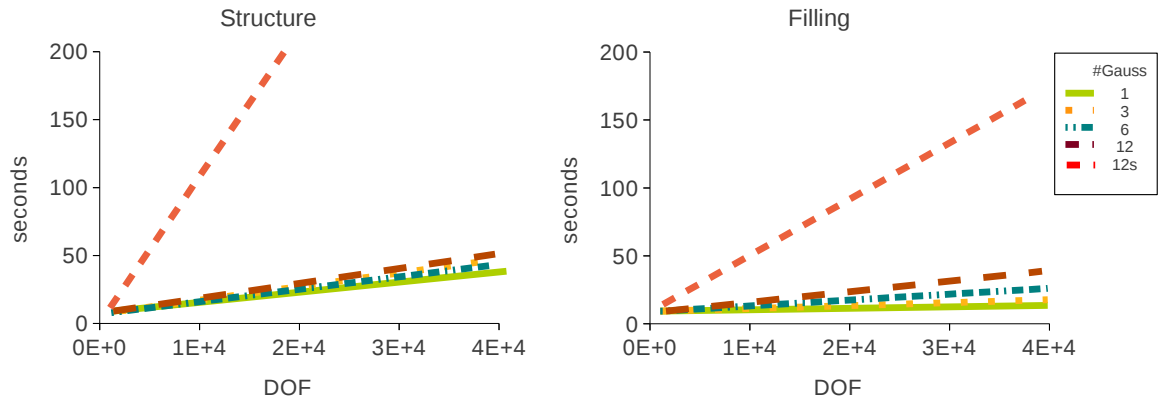 Structure
200
150
100
50
0
seconds
0E+0 1E+4 2E+4 3E+4 4E+4
DOF
Filling
200
150
100
50
0
seconds
0E+0 1E+4 2E+4 3E+4 4E+4
DOF
#Gauss
1
3
6
12
12s